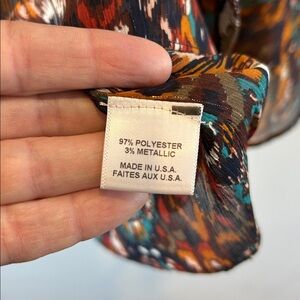 97% POLYESTER
3% METALLIC
MADE IN U.S.A.
FAITES AUX U.S.A.